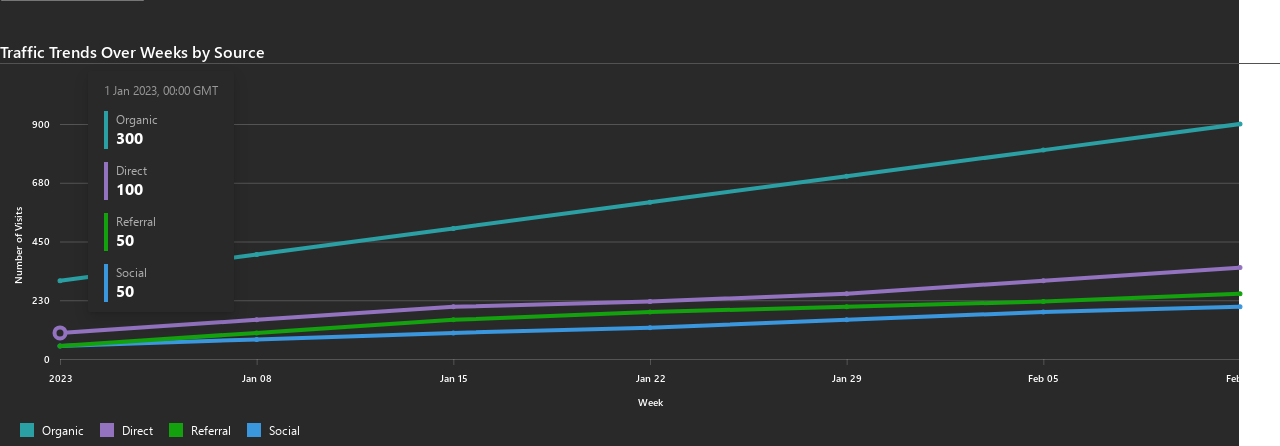 Traffic Trends Over Weeks by Source
1 Jan 2023, 00:00 GMT
Organic
300
Direct
100
Referral
50
Social
50
Number of Visits
900
680
450
230
0
2023
Jan 08
Jan 15
Jan 22
Jan 29
Feb 05
Feb
Week
Organic
Direct
Referral
Social